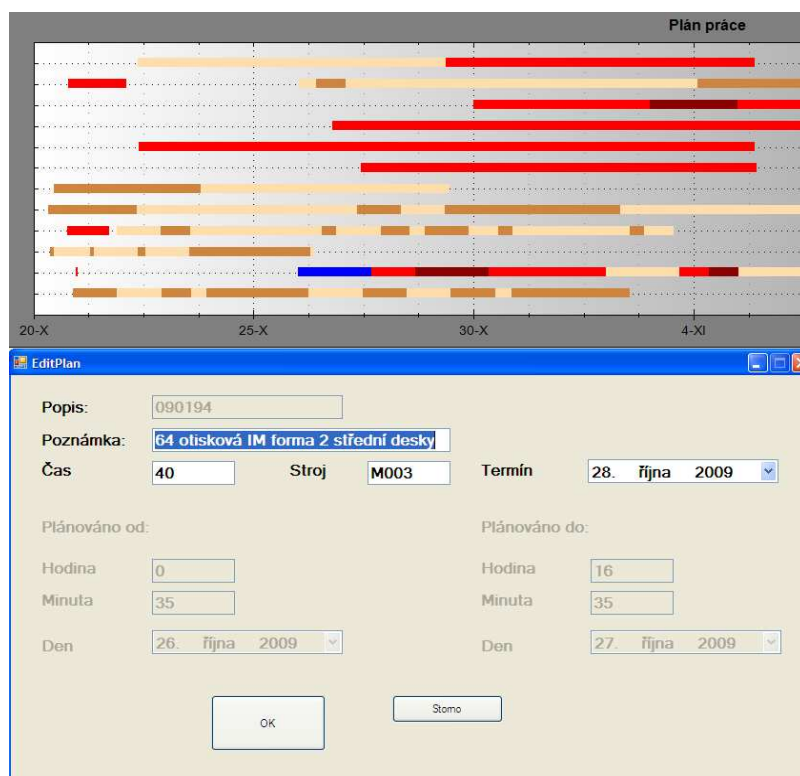 Plán práce
20-X 25-X 30-X 4-XI
EditPlan
Popis: 090194
Poznámka: 64 otisková IM forma 2 střední desky
Čas 40 Stroj M003 Termín 28. října 2009
Plánováno od: Plánováno do:
Hodina 0 Hodina 16
Minuta 35 Minuta 35
Den 26. října 2009 Den 27. října 2009
OK Storno